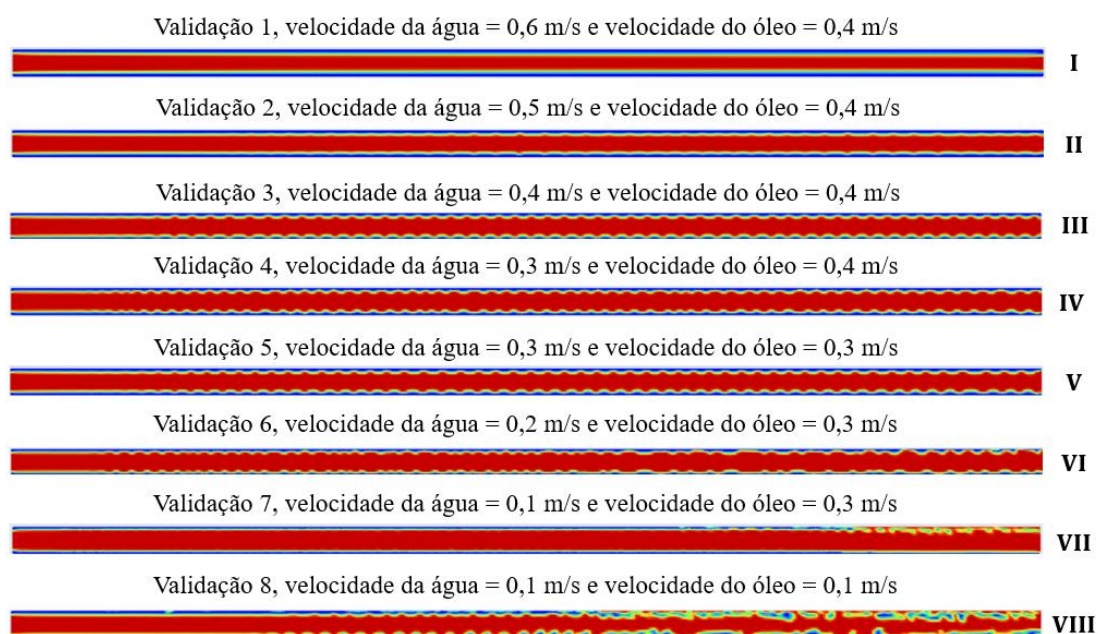 Validação 1, velocidade da água = 0,6 m/s e velocidade do óleo = 0,4 m/s
I
Validação 2, velocidade da água = 0,5 m/s e velocidade do óleo = 0,4 m/s
II
Validação 3, velocidade da água = 0,4 m/s e velocidade do óleo = 0,4 m/s
III
Validação 4, velocidade da água = 0,3 m/s e velocidade do óleo = 0,4 m/s
IV
Validação 5, velocidade da água = 0,3 m/s e velocidade do óleo = 0,3 m/s
V
Validação 6, velocidade da água = 0,2 m/s e velocidade do óleo = 0,3 m/s
VI
Validação 7, velocidade da água = 0,1 m/s e velocidade do óleo = 0,3 m/s
VII
Validação 8, velocidade da água = 0,1 m/s e velocidade do óleo = 0,1 m/s
VIII